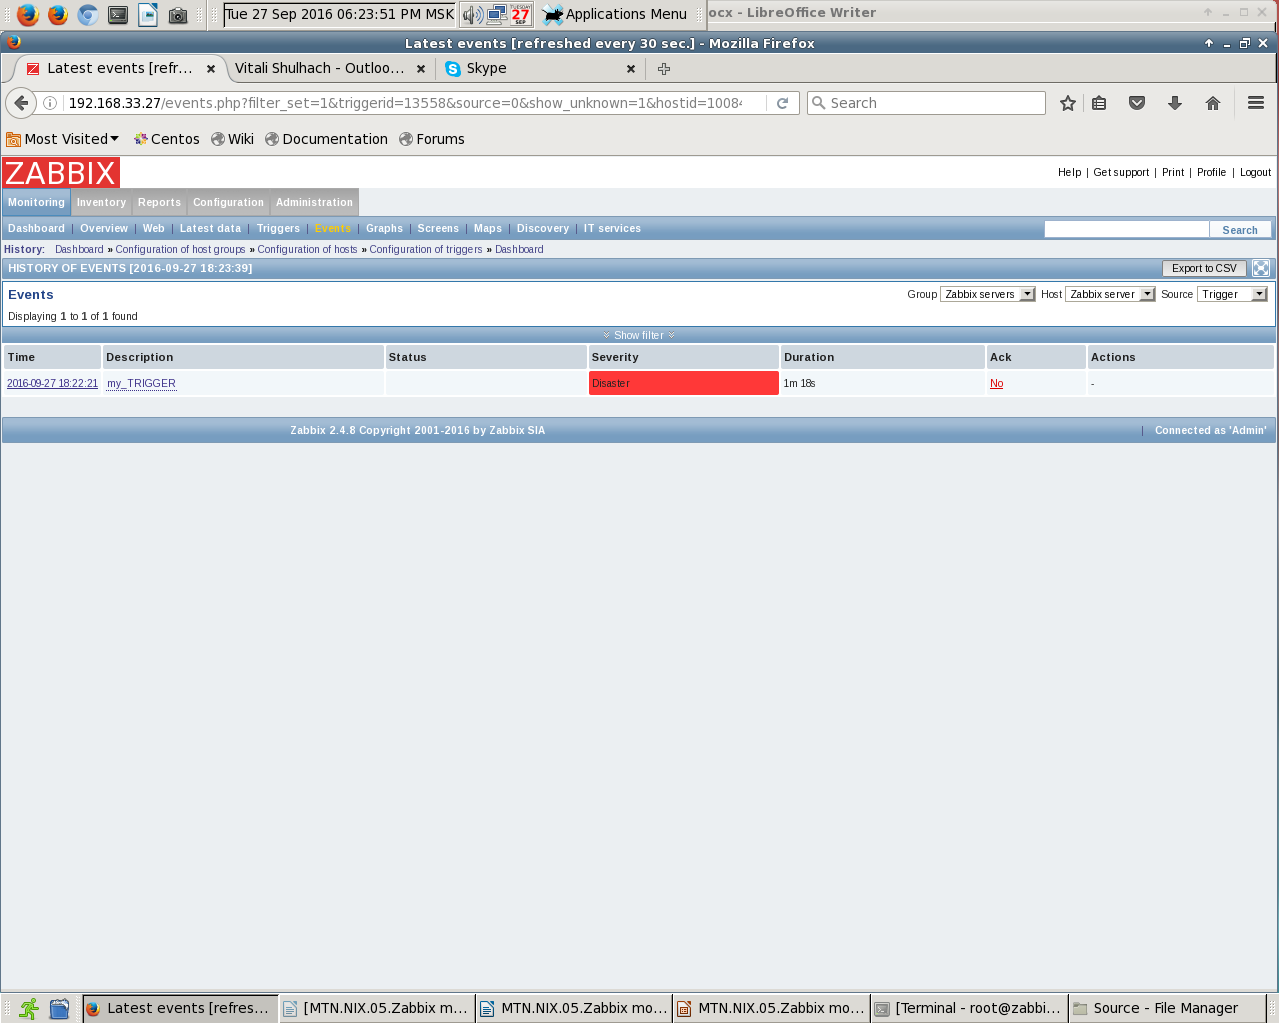 Tue 27 Sep 2016 06:23:51 PM MSK
TUESDAY
27
SEP
Applications Menu
ocx - LibreOffice Writer
Latest events [refreshed every 30 sec.] - Mozilla Firefox
Latest events [refr...
Vitali Shulhach - Outloo...
Skype
192.168.33.27/events.php?filter_set=1&triggerid=13558&source=0&show_unknown=1&hostid=10084
Search
Most Visited
Centos
Wiki
Documentation
Forums
ZABBIX
Help | Get support | Print | Profile | Logout
Monitoring Inventory Reports Configuration Administration
Dashboard | Overview | Web | Latest data | Triggers | Events | Graphs | Screens | Maps | Discovery | IT services
Search
History: Dashboard » Configuration of host groups » Configuration of hosts » Configuration of triggers » Dashboard
HISTORY OF EVENTS [2016-09-27 18:23:39]
Export to CSV
Events
Group Zabbix servers Host Zabbix server Source Trigger
Displaying 1 to 1 of 1 found
Show filter
Time Description Status Severity Duration Ack Actions
2016-09-27 18:22:21 my_TRIGGER Disaster 1m 18s No -
Zabbix 2.4.8 Copyright 2001-2016 by Zabbix SIA
| Connected as 'Admin'
Latest events [refres...
[MTN.NIX.05.Zabbix m...
MTN.NIX.05.Zabbix mo...
MTN.NIX.05.Zabbix mo...
[Terminal - root@zabbi...
Source - File Manager